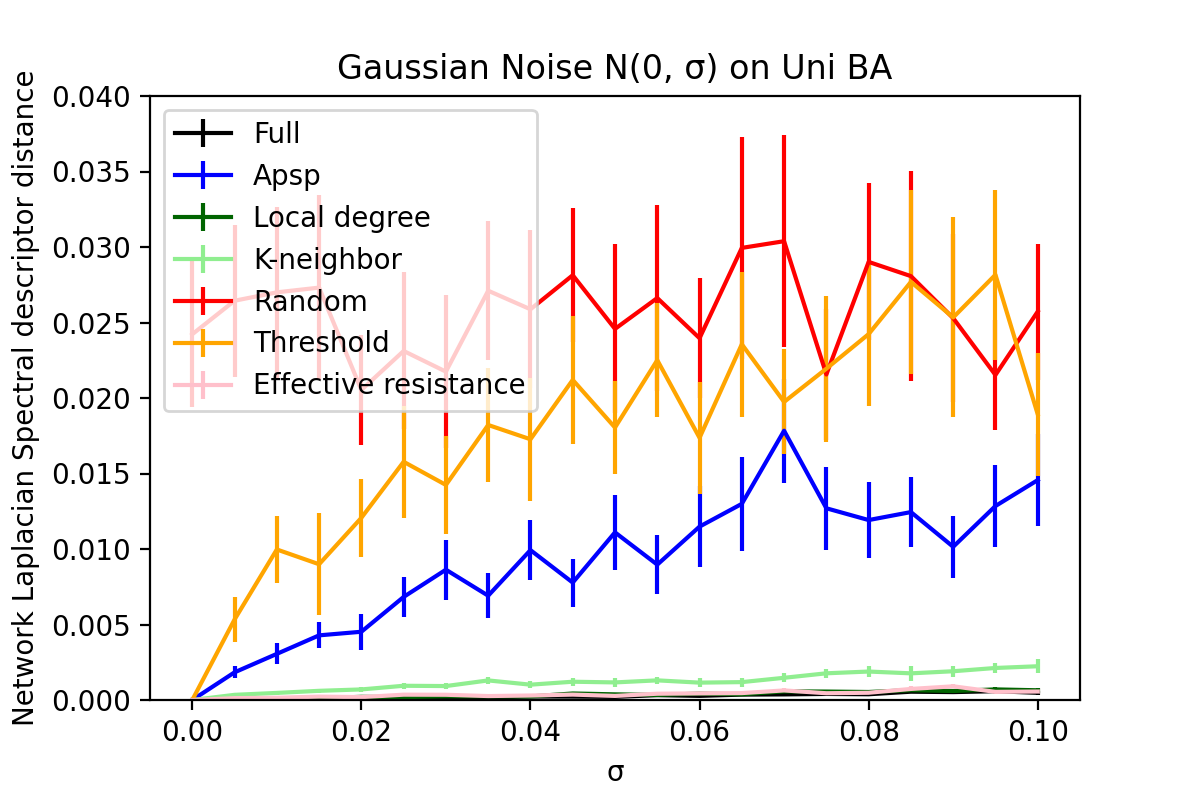 Gaussian Noise N(0, σ) on Uni BA
Network Laplacian Spectral descriptor distance
0.040
0.035
0.030
0.025
0.020
0.015
0.010
0.005
0.000
Full
Apsp
Local degree
K-neighbor
Random
Threshold
Effective resistance
0.00 0.02 0.04 0.06 0.08 0.10
σ